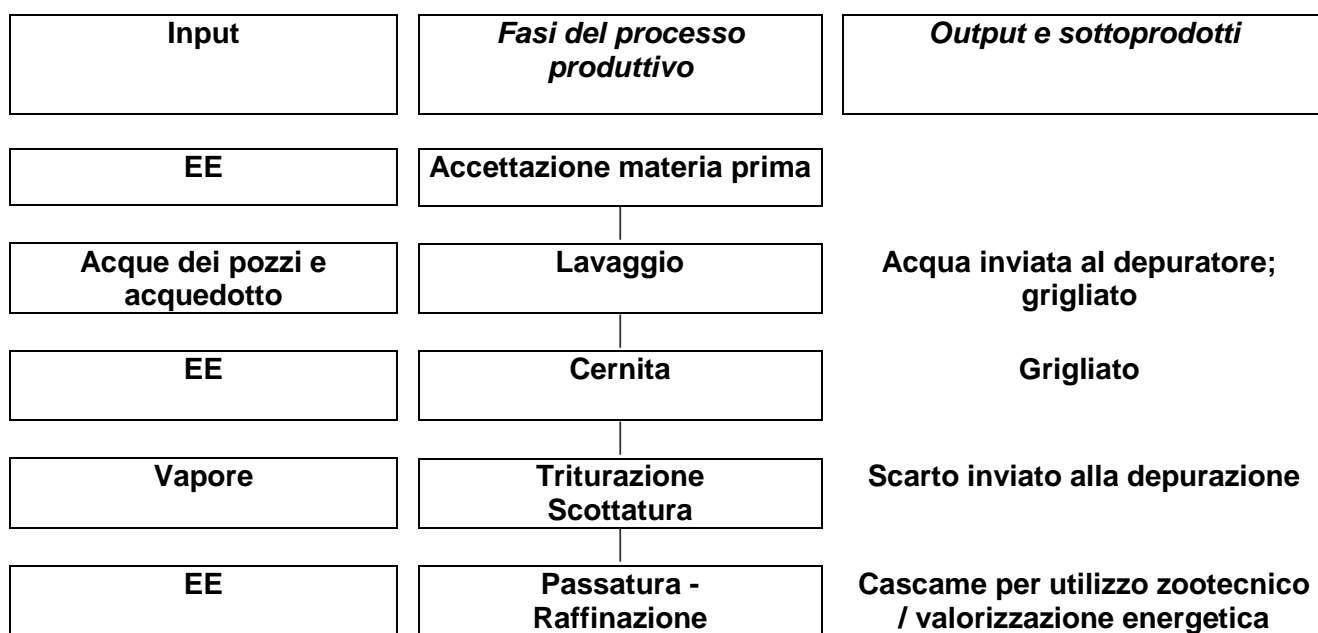 Input
Fasi del processo
produttivo
Output e sottoprodotti
EE
Accettazione materia prima
Acque dei pozzi e
acquedotto
Lavaggio
Acqua inviata al depuratore;
grigliato
EE
Cernita
Grigliato
Vapore
Triturazione
Scottatura
Scarto inviato alla depurazione
EE
Passatura -
Raffinazione
Cascame per utilizzo zootecnico
/ valorizzazione energetica